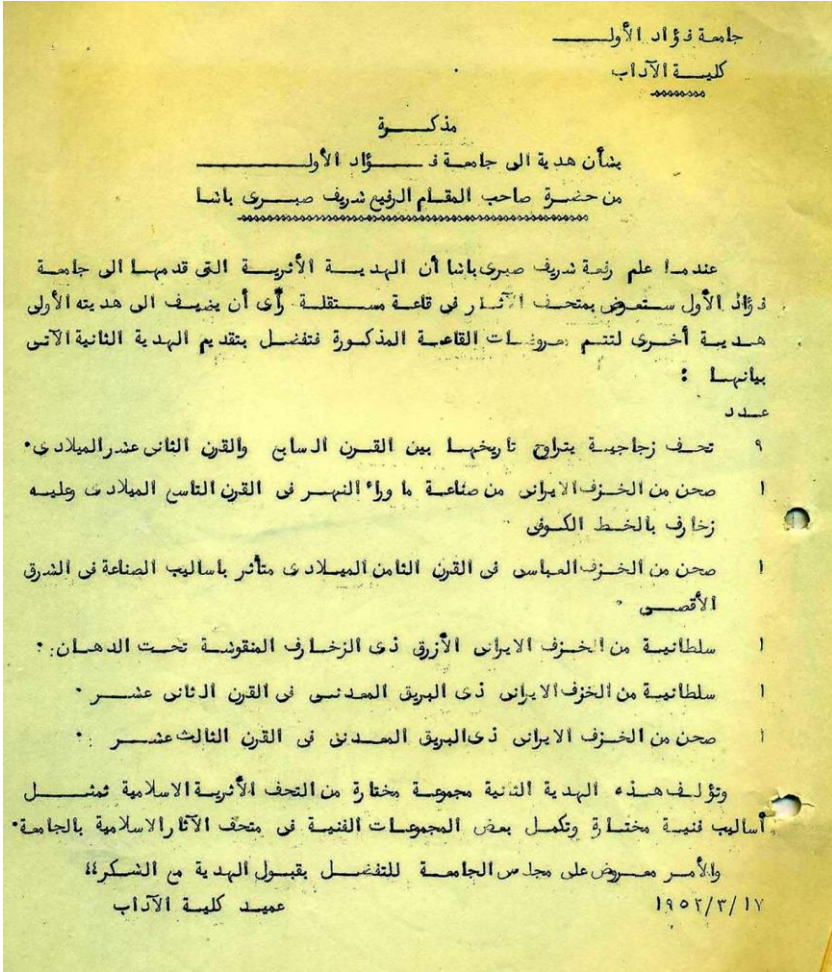 جامعة فؤاد الأول
كلية الآداب
مذكرة
بشأن هدية الى جامعة فؤاد الأول
من حضرة صاحب المقام الرفيع شريف صبرى باشا
عندما علم رفعة شريف صبرى باشا أن الهدية الأثرية التى قدمها الى جامعة
فؤاد الأول ستعرض بمتحف الآثار فى قاعة مستقلة رأى أن يضيف الى هديته الأولى
هدية أخرى لتتم معروضات القاعة المذكورة فتفضل بتقديم الهدية الثانية الآتى
بيانها :
عدد
٩ تحف زجاجية يتراوح تاريخها بين القرن السابع والقرن الثانى عشر الميلادى.
١ صحن من الخزف الايرانى من صناعة ما وراء النهر فى القرن التاسع الميلادى وعليه
زخارف بالخط الكوفى .
١ صحن من الخزف العباسى فى القرن الثامن الميلادى متأثر باساليب الصناعة فى الشرق
الأقصى .
١ سلطانية من الخزف الايرانى الأزرق ذى الزخارف المنقوشة تحت الدهان .
١ سلطانية من الخزف الايرانى ذى البريق المعدنى فى القرن الثانى عشر .
١ صحن من الخزف الايرانى ذى البريق المعدنى فى القرن الثالث عشر .
وتؤلف هذه الهدية الثانية مجموعة مختارة من التحف الأثرية الاسلامية تمثل
أساليب فنية مختارة وتكمل بعض المجموعات الفنية فى متحف الآثار الاسلامية بالجامعة.
والأمر معروض على مجلس الجامعة للتفضل بقبول الهدية مع الشكر،،
١٩٥٢/٣/١٧ عميد كلية الآداب